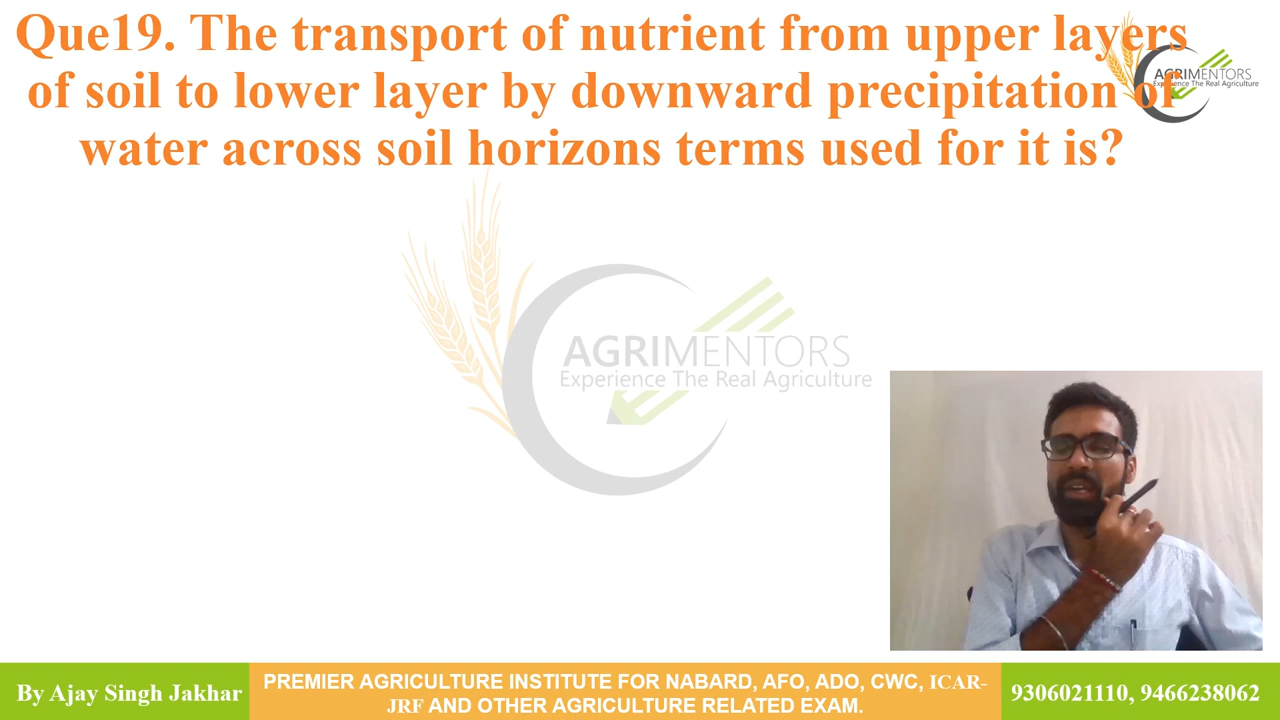 Que19. The transport of nutrient from upper layers
of soil to lower layer by downward precipitation of
water across soil horizons terms used for it is?
AGRIMENTORS
Experience The Real Agriculture
AGRIMENTORS
Experience The Real Agriculture
By Ajay Singh Jakhar
PREMIER AGRICULTURE INSTITUTE FOR NABARD, AFO, ADO, CWC, ICAR-
JRF AND OTHER AGRICULTURE RELATED EXAM.
9306021110, 9466238062